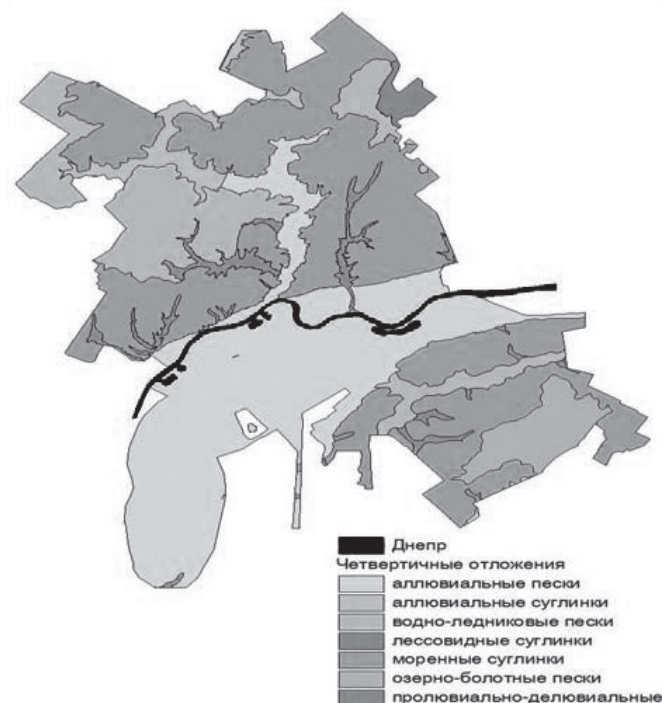 Днепр
Четвертичные отложения
аллювиальные пески
аллювиальные суглинки
водно-ледниковые пески
лессовидные суглинки
моренные суглинки
озерно-болотные пески
пролювиально-делювиальные